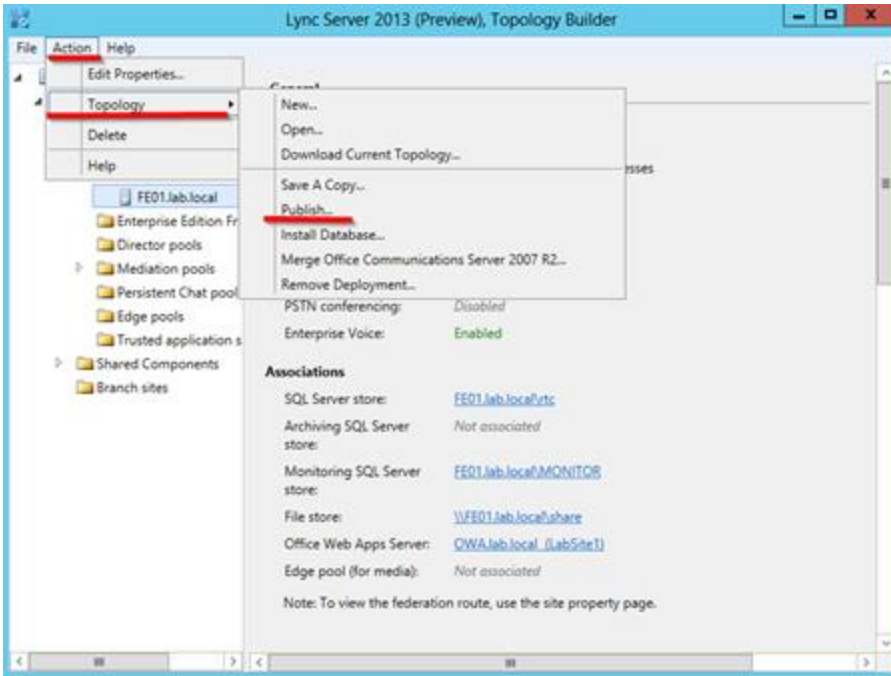 Lync Server 2013 (Preview), Topology Builder
File Action Help
Edit Properties...
Topology
Delete
Help
General
New...
Open...
Download Current Topology...
Save A Copy...
Publish...
Install Database...
Merge Office Communications Server 2007 R2...
Remove Deployment...
FE01.lab.local
Enterprise Edition Fr
Director pools
Mediation pools
Persistent Chat pool
Edge pools
Trusted application s
Shared Components
Branch sites
esses
PSTN conferencing: Disabled
Enterprise Voice: Enabled
Associations
SQL Server store: FE01.lab.local\rtc
Archiving SQL Server store: Not associated
Monitoring SQL Server store: FE01.lab.local\MONITOR
File store: \\FE01.lab.local\share
Office Web Apps Server: OWA.lab.local (LabSite1)
Edge pool (for media): Not associated
Note: To view the federation route, use the site property page.